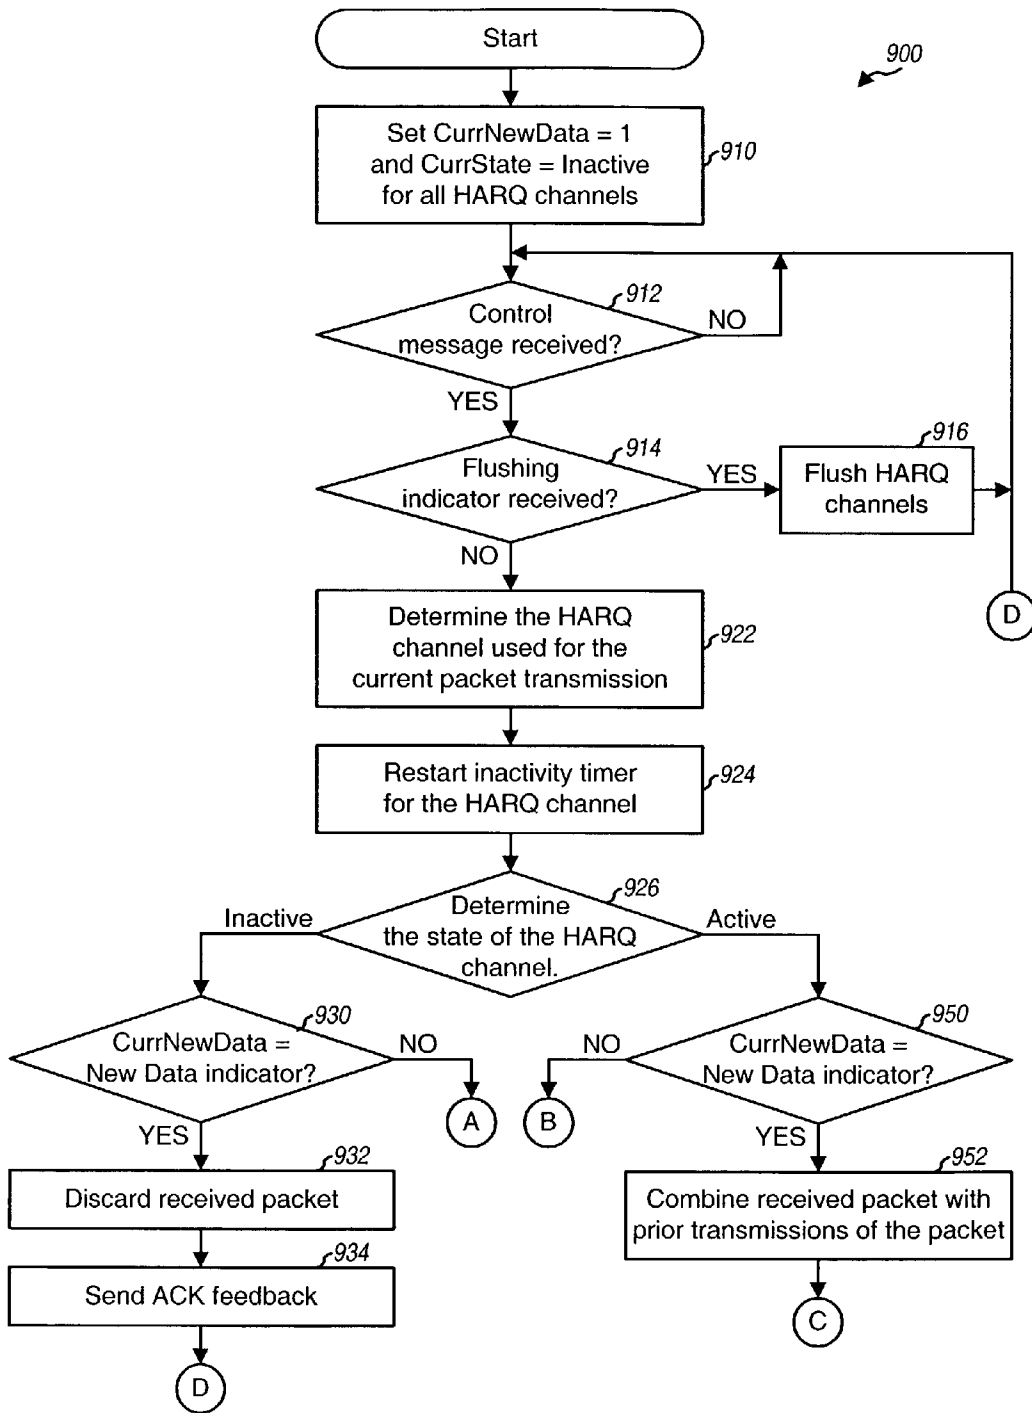 Start
900
Set CurrNewData = 1
and CurrState = Inactive
for all HARQ channels
910
912
Control
message received?
NO
YES
914
Flushing
indicator received?
YES
916
Flush HARQ
channels
NO
D
Determine the HARQ
channel used for the
current packet transmission
922
Restart inactivity timer
for the HARQ channel
924
926
Inactive
Determine
the state of the HARQ
channel.
Active
930
CurrNewData =
New Data indicator?
NO
A
YES
950
CurrNewData =
New Data indicator?
NO
B
YES
932
Discard received packet
934
Send ACK feedback
D
952
Combine received packet with
prior transmissions of the packet
C